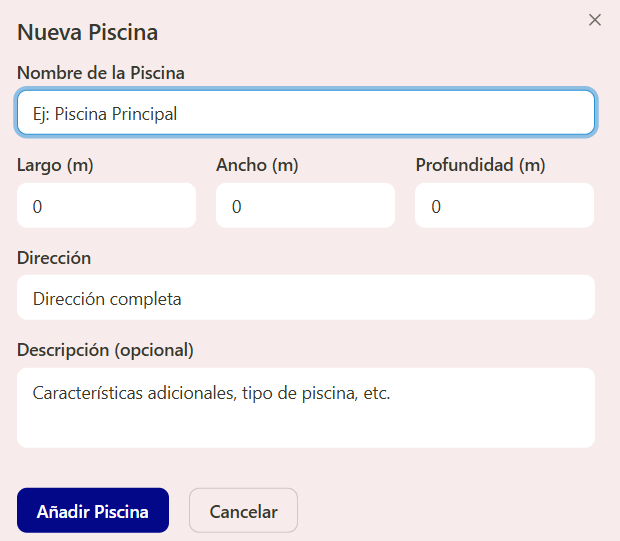 Nueva Piscina
Nombre de la Piscina
Ej: Piscina Principal
Largo (m) Ancho (m) Profundidad (m)
0 0 0
Dirección
Dirección completa
Descripción (opcional)
Características adicionales, tipo de piscina, etc.
Añadir Piscina Cancelar